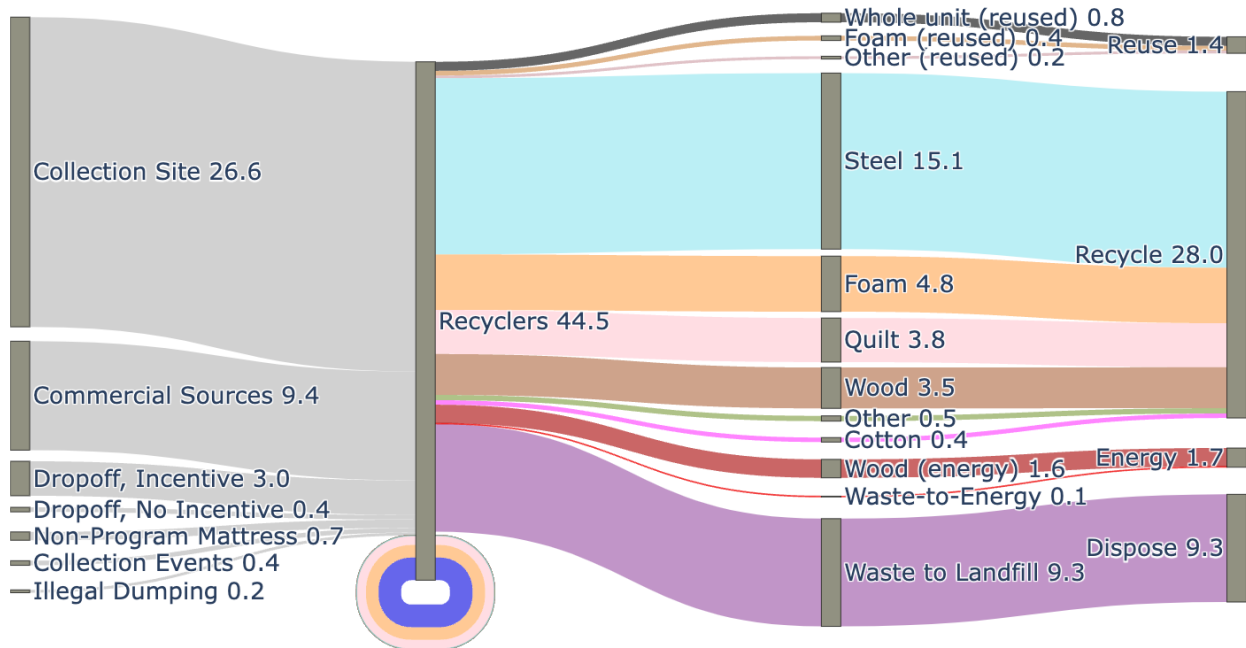 Collection Site 26.6
Commercial Sources 9.4
Dropoff, Incentive 3.0
Dropoff, No Incentive 0.4
Non-Program Mattress 0.7
Collection Events 0.4
Illegal Dumping 0.2
Recyclers 44.5
Whole unit (reused) 0.8
Foam (reused) 0.4
Other (reused) 0.2
Steel 15.1
Foam 4.8
Quilt 3.8
Wood 3.5
Other 0.5
Cotton 0.4
Wood (energy) 1.6
Waste-to-Energy 0.1
Waste to Landfill 9.3
Reuse 1.4
Recycle 28.0
Energy 1.7
Dispose 9.3